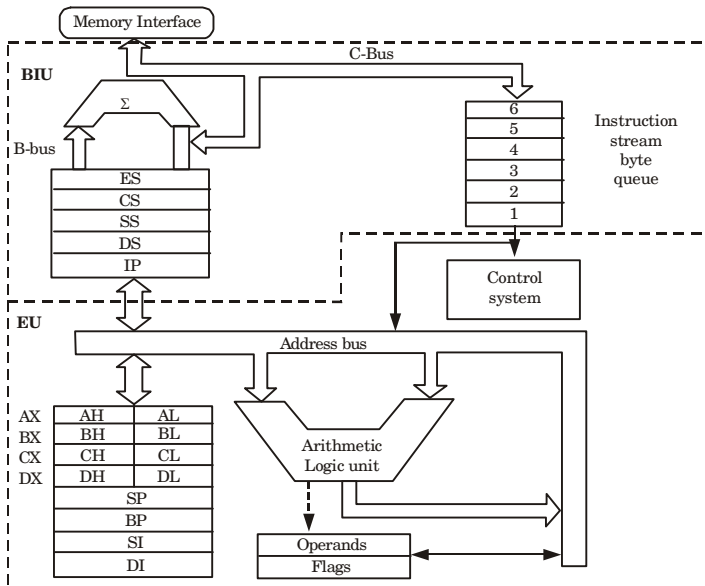 Memory Interface
C-Bus
BIU
Σ
B-bus
ES
CS
SS
DS
IP
6
5
4
3
2
1
Instruction
stream
byte
queue
Control
system
EU
Address bus
AX AH AL
BX BH BL
CX CH CL
DX DH DL
SP
BP
SI
DI
Arithmetic
Logic unit
Operands
Flags